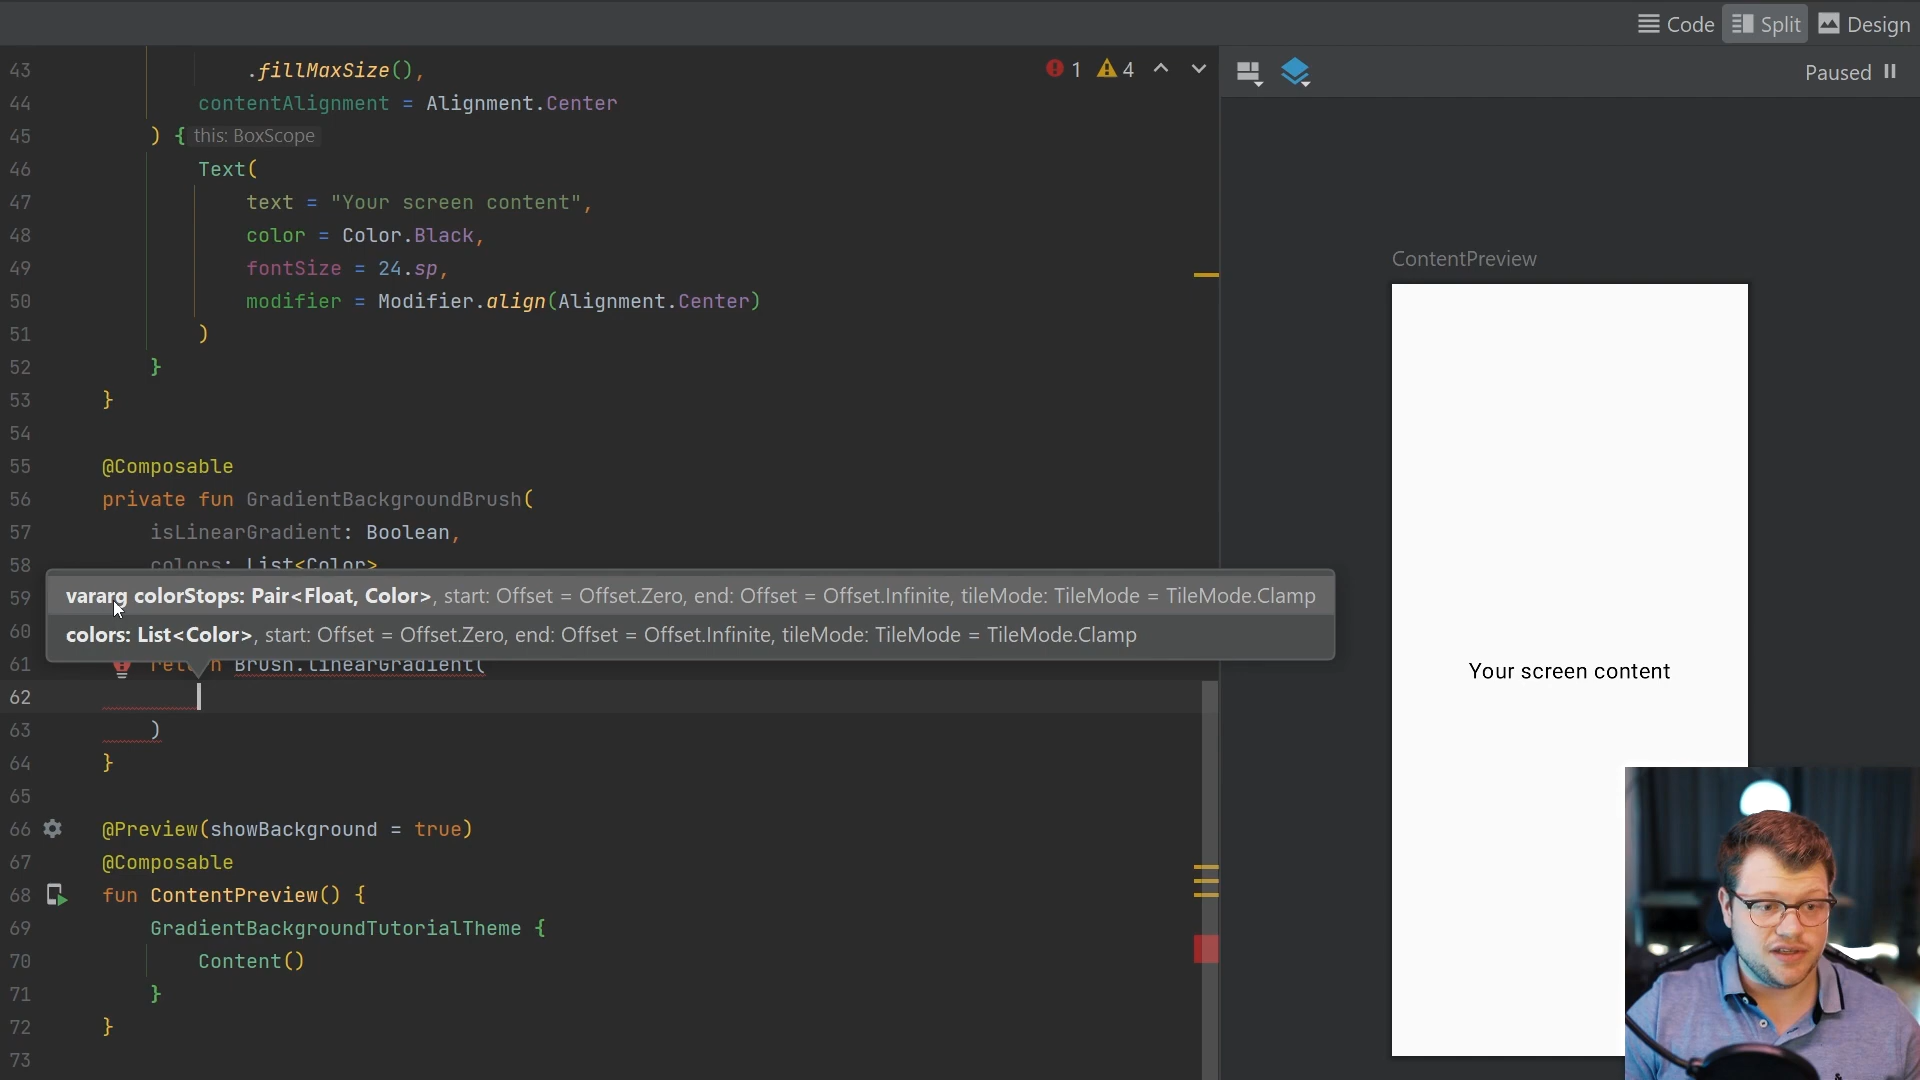 Code Split Design
43 .fillMaxSize(),
1 4
Paused
44 contentAlignment = Alignment.Center
45 ) { this: BoxScope
46 Text(
47 text = "Your screen content",
48 color = Color.Black,
49 fontSize = 24.sp,
50 modifier = Modifier.align(Alignment.Center)
51 )
52 }
53 }
54
55 @Composable
56 private fun GradientBackgroundBrush(
57 isLinearGradient: Boolean,
58 colors: List<Color>
59 vararg colorStops: Pair<Float, Color>, start: Offset = Offset.Zero, end: Offset = Offset.Infinite, tileMode: TileMode = TileMode.Clamp
60 colors: List<Color>, start: Offset = Offset.Zero, end: Offset = Offset.Infinite, tileMode: TileMode = TileMode.Clamp
61 return Brush.linearGradient(
62
63 )
64 }
65
66 @Preview(showBackground = true)
67 @Composable
68 fun ContentPreview() {
69 GradientBackgroundTutorialTheme {
70 Content()
71 }
72 }
73
ContentPreview
Your screen content